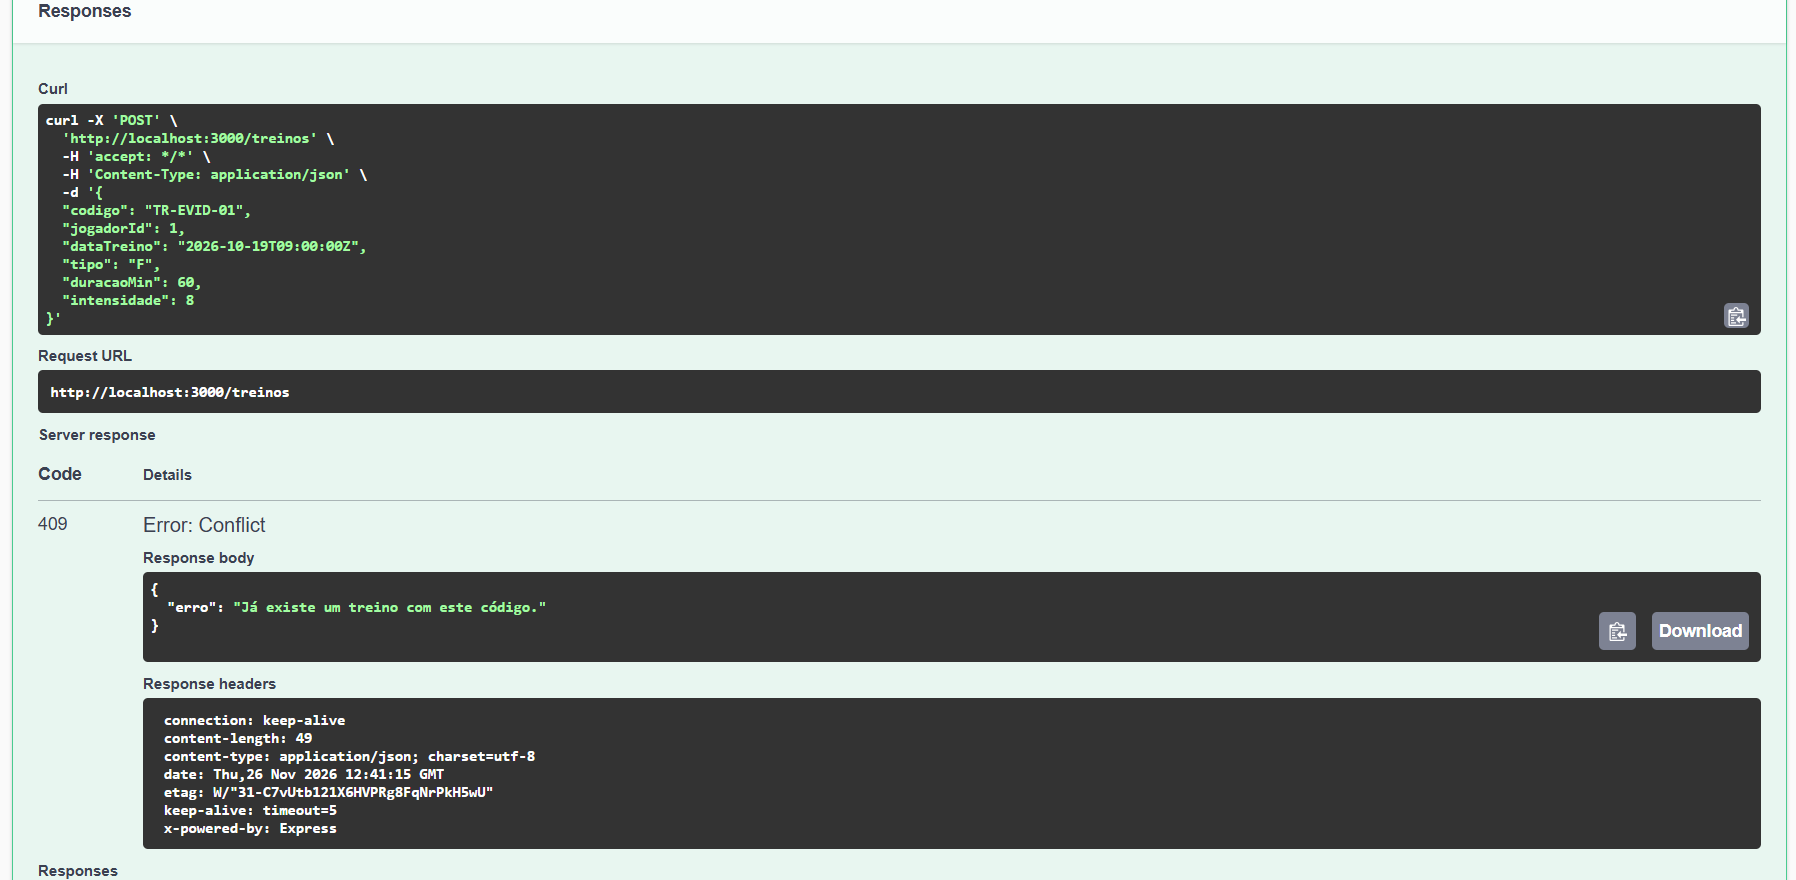 Responses
Curl
curl -X 'POST' \
  'http://localhost:3000/treinos' \
  -H 'accept: */*' \
  -H 'Content-Type: application/json' \
  -d '{
  "codigo": "TR-EVID-01",
  "jogadorId": 1,
  "dataTreino": "2026-10-19T09:00:00Z",
  "tipo": "F",
  "duracaoMin": 60,
  "intensidade": 8
}'
Request URL
http://localhost:3000/treinos
Server response
Code Details
409 Error: Conflict
Response body
{
  "erro": "Já existe um treino com este código."
}
Download
Response headers
connection: keep-alive
content-length: 49
content-type: application/json; charset=utf-8
date: Thu,26 Nov 2026 12:41:15 GMT
etag: W/"31-C7vUtb121X6HVPRg8FqNrPkH5wU"
keep-alive: timeout=5
x-powered-by: Express
Responses